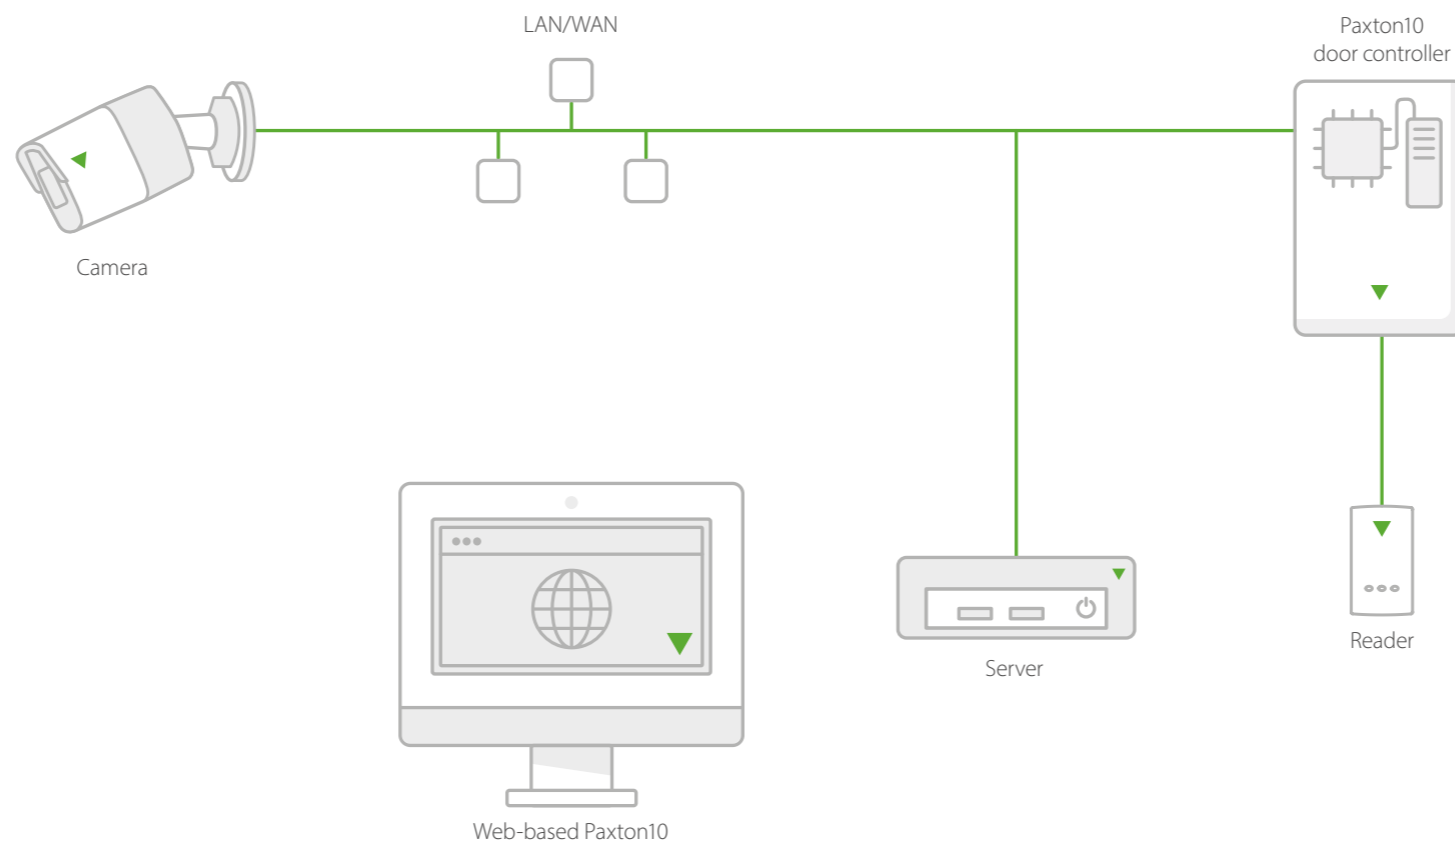 LAN/WAN
Paxton10
door controller
Camera
Server
Reader
Web-based Paxton10